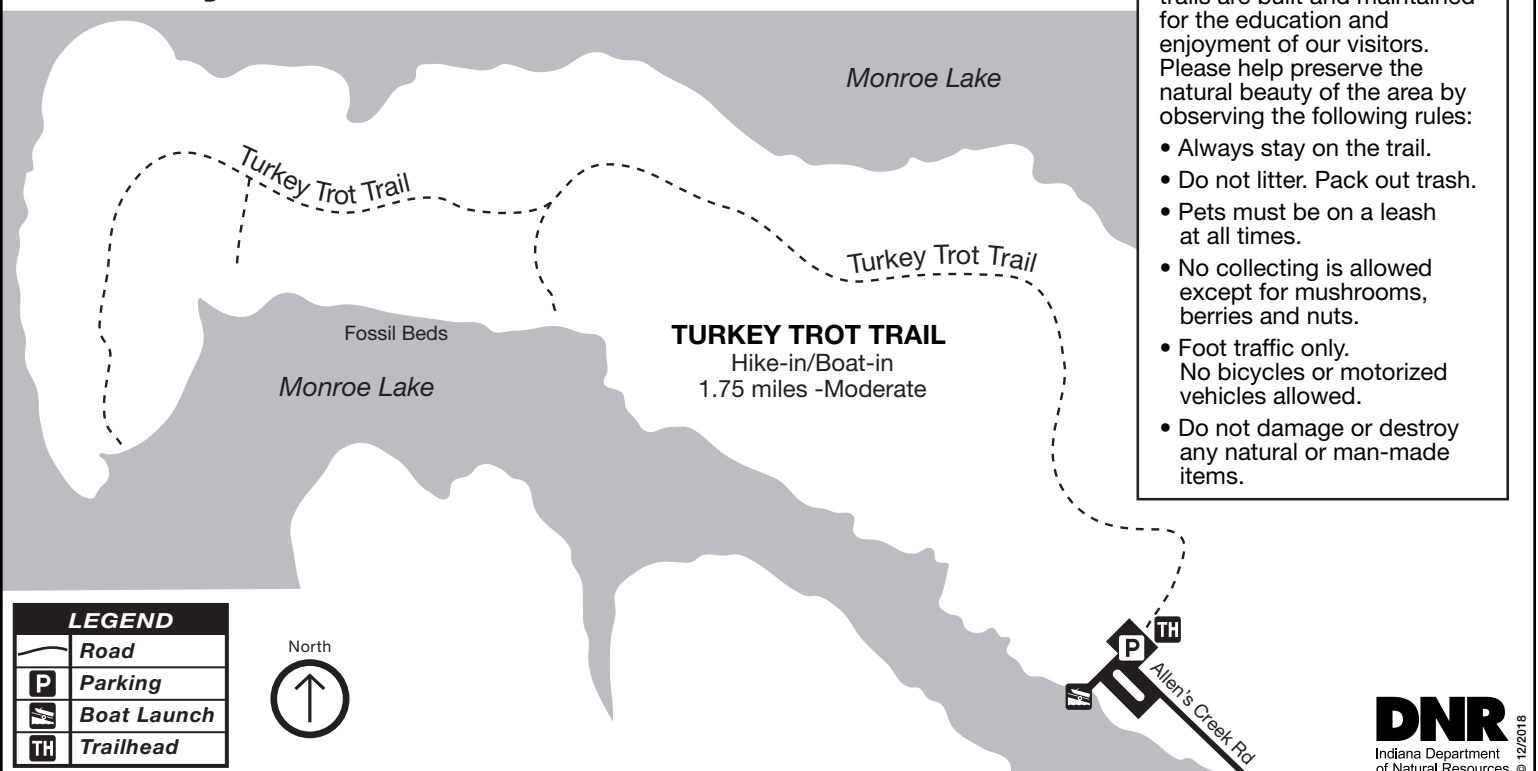 trails are built and maintained
for the education and
enjoyment of our visitors.
Please help preserve the
natural beauty of the area by
observing the following rules:
• Always stay on the trail.
• Do not litter. Pack out trash.
• Pets must be on a leash
at all times.
• No collecting is allowed
except for mushrooms,
berries and nuts.
• Foot traffic only.
No bicycles or motorized
vehicles allowed.
• Do not damage or destroy
any natural or man-made
items.
Monroe Lake
Turkey Trot Trail
Turkey Trot Trail
Fossil Beds
Monroe Lake
TURKEY TROT TRAIL
Hike-in/Boat-in
1.75 miles -Moderate
LEGEND
Road
P Parking
Boat Launch
TH Trailhead
North
P
TH
Allen's Creek Rd
DNR
Indiana Department
of Natural Resources
© 12/2018